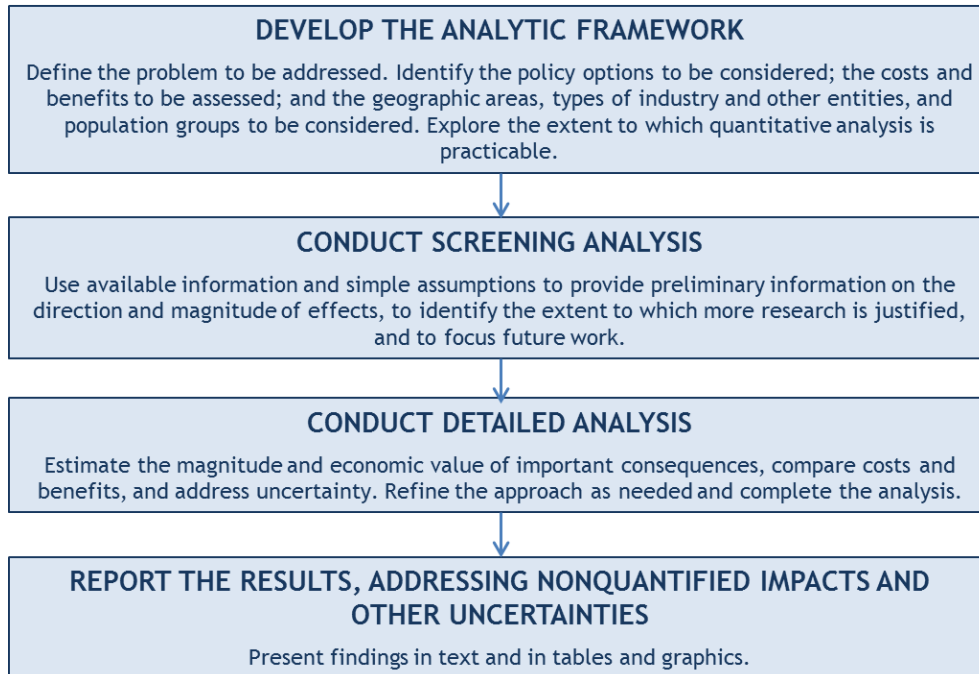 DEVELOP THE ANALYTIC FRAMEWORK
Define the problem to be addressed. Identify the policy options to be considered; the costs and
benefits to be assessed; and the geographic areas, types of industry and other entities, and
population groups to be considered. Explore the extent to which quantitative analysis is
practicable.
CONDUCT SCREENING ANALYSIS
Use available information and simple assumptions to provide preliminary information on the
direction and magnitude of effects, to identify the extent to which more research is justified,
and to focus future work.
CONDUCT DETAILED ANALYSIS
Estimate the magnitude and economic value of important consequences, compare costs and
benefits, and address uncertainty. Refine the approach as needed and complete the analysis.
REPORT THE RESULTS, ADDRESSING NONQUANTIFIED IMPACTS AND
OTHER UNCERTAINTIES
Present findings in text and in tables and graphics.